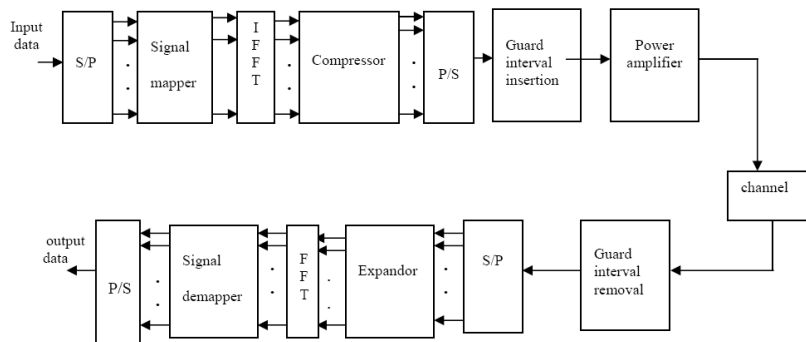 Input
data
S/P
Signal
mapper
I
F
F
T
Compressor
P/S
Guard
interval
insertion
Power
amplifier
channel
output
data
P/S
Signal
demapper
F
F
T
Expandor
S/P
Guard
interval
removal